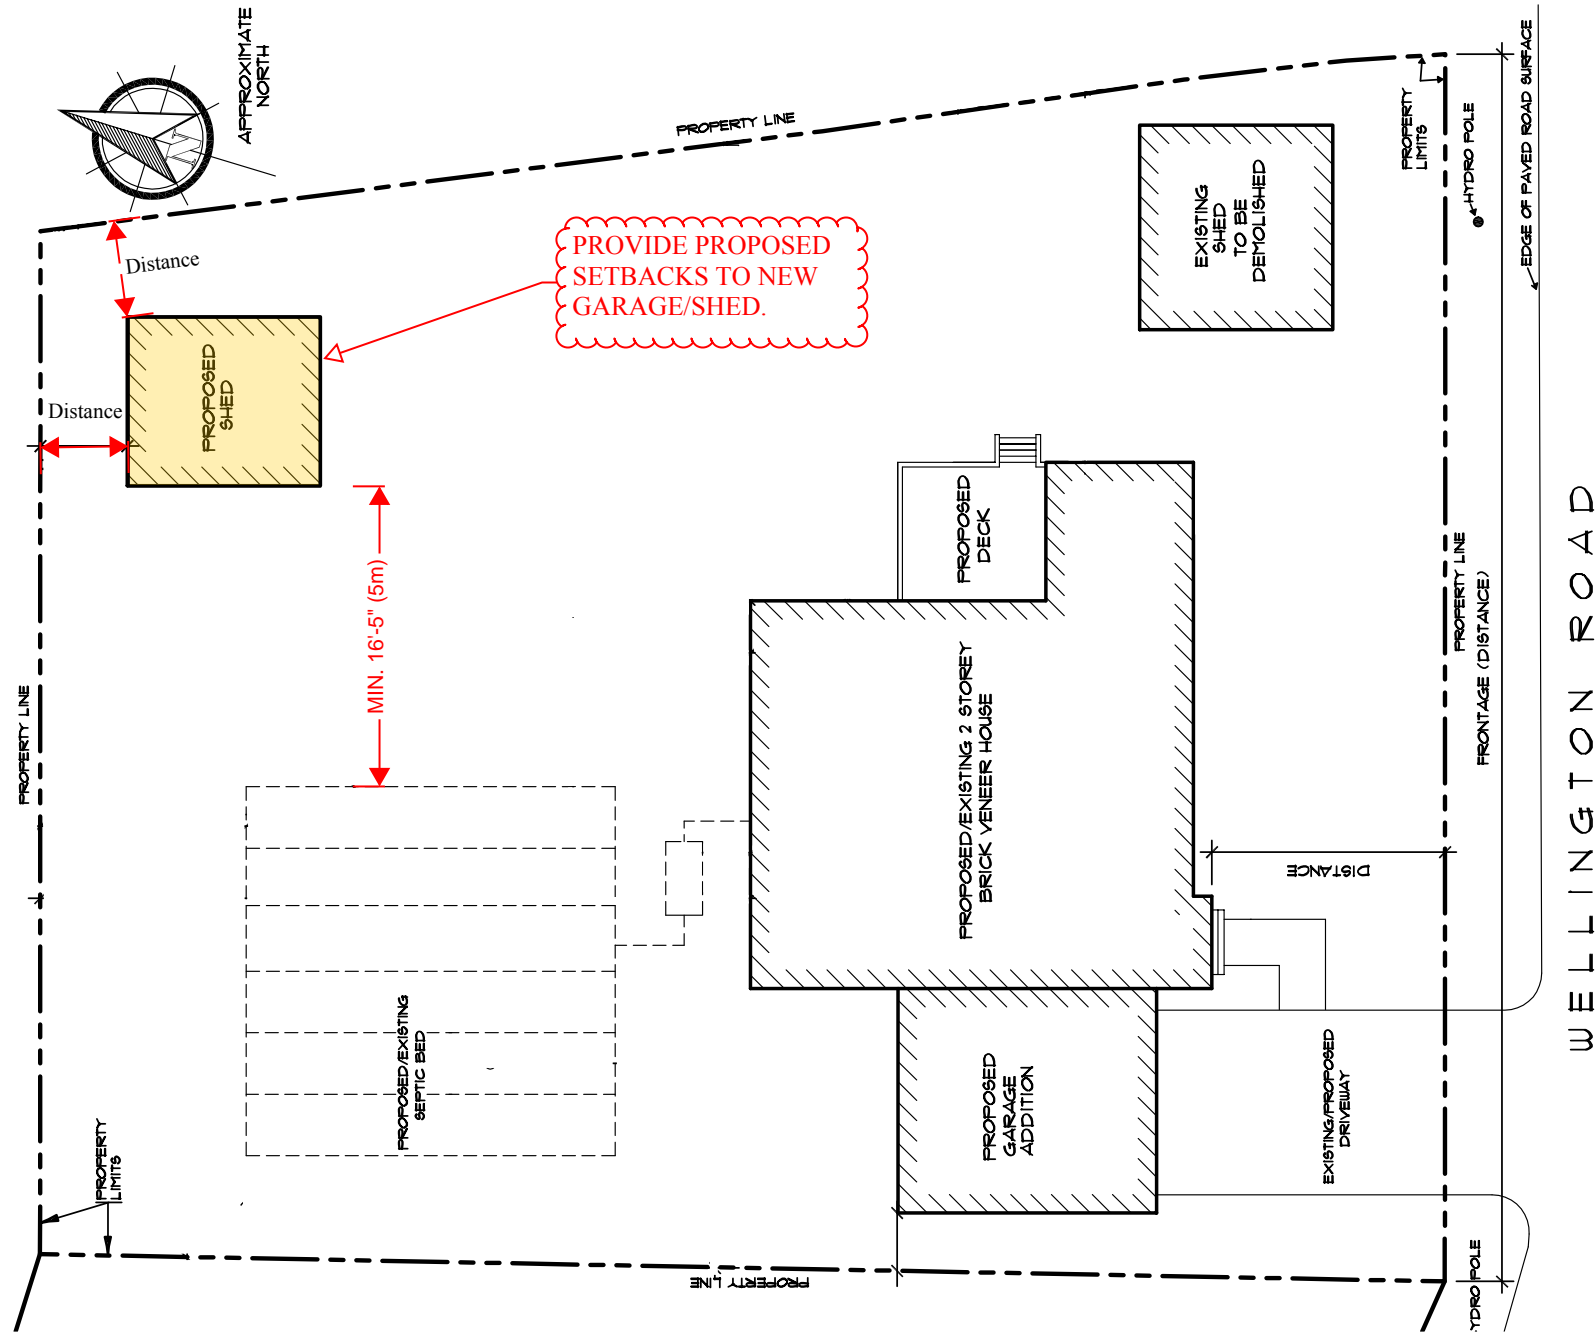 APPROXIMATE
NORTH
N
PROPERTY LINE
Distance
PROVIDE PROPOSED
SETBACKS TO NEW
GARAGE/SHED.
PROPERTY
LIMITS
HYDRO POLE
EDGE OF PAVED ROAD SURFACE
EXISTING
SHED
TO BE
DEMOLISHED
Distance
PROPOSED
SHED
PROPOSED
DECK
MIN. 16'-5" (5m)
PROPERTY LINE
PROPOSED/EXISTING 2 STOREY
BRICK VENEER HOUSE
PROPERTY LINE
FRONTAGE (DISTANCE)
WELLINGTON ROAD
DISTANCE
PROPOSED/EXISTING
SEPTIC BED
PROPOSED
GARAGE
ADDITION
EXISTING/PROPOSED
DRIVEWAY
PROPERTY
LIMITS
PROPERTY LINE
YDRO POLE